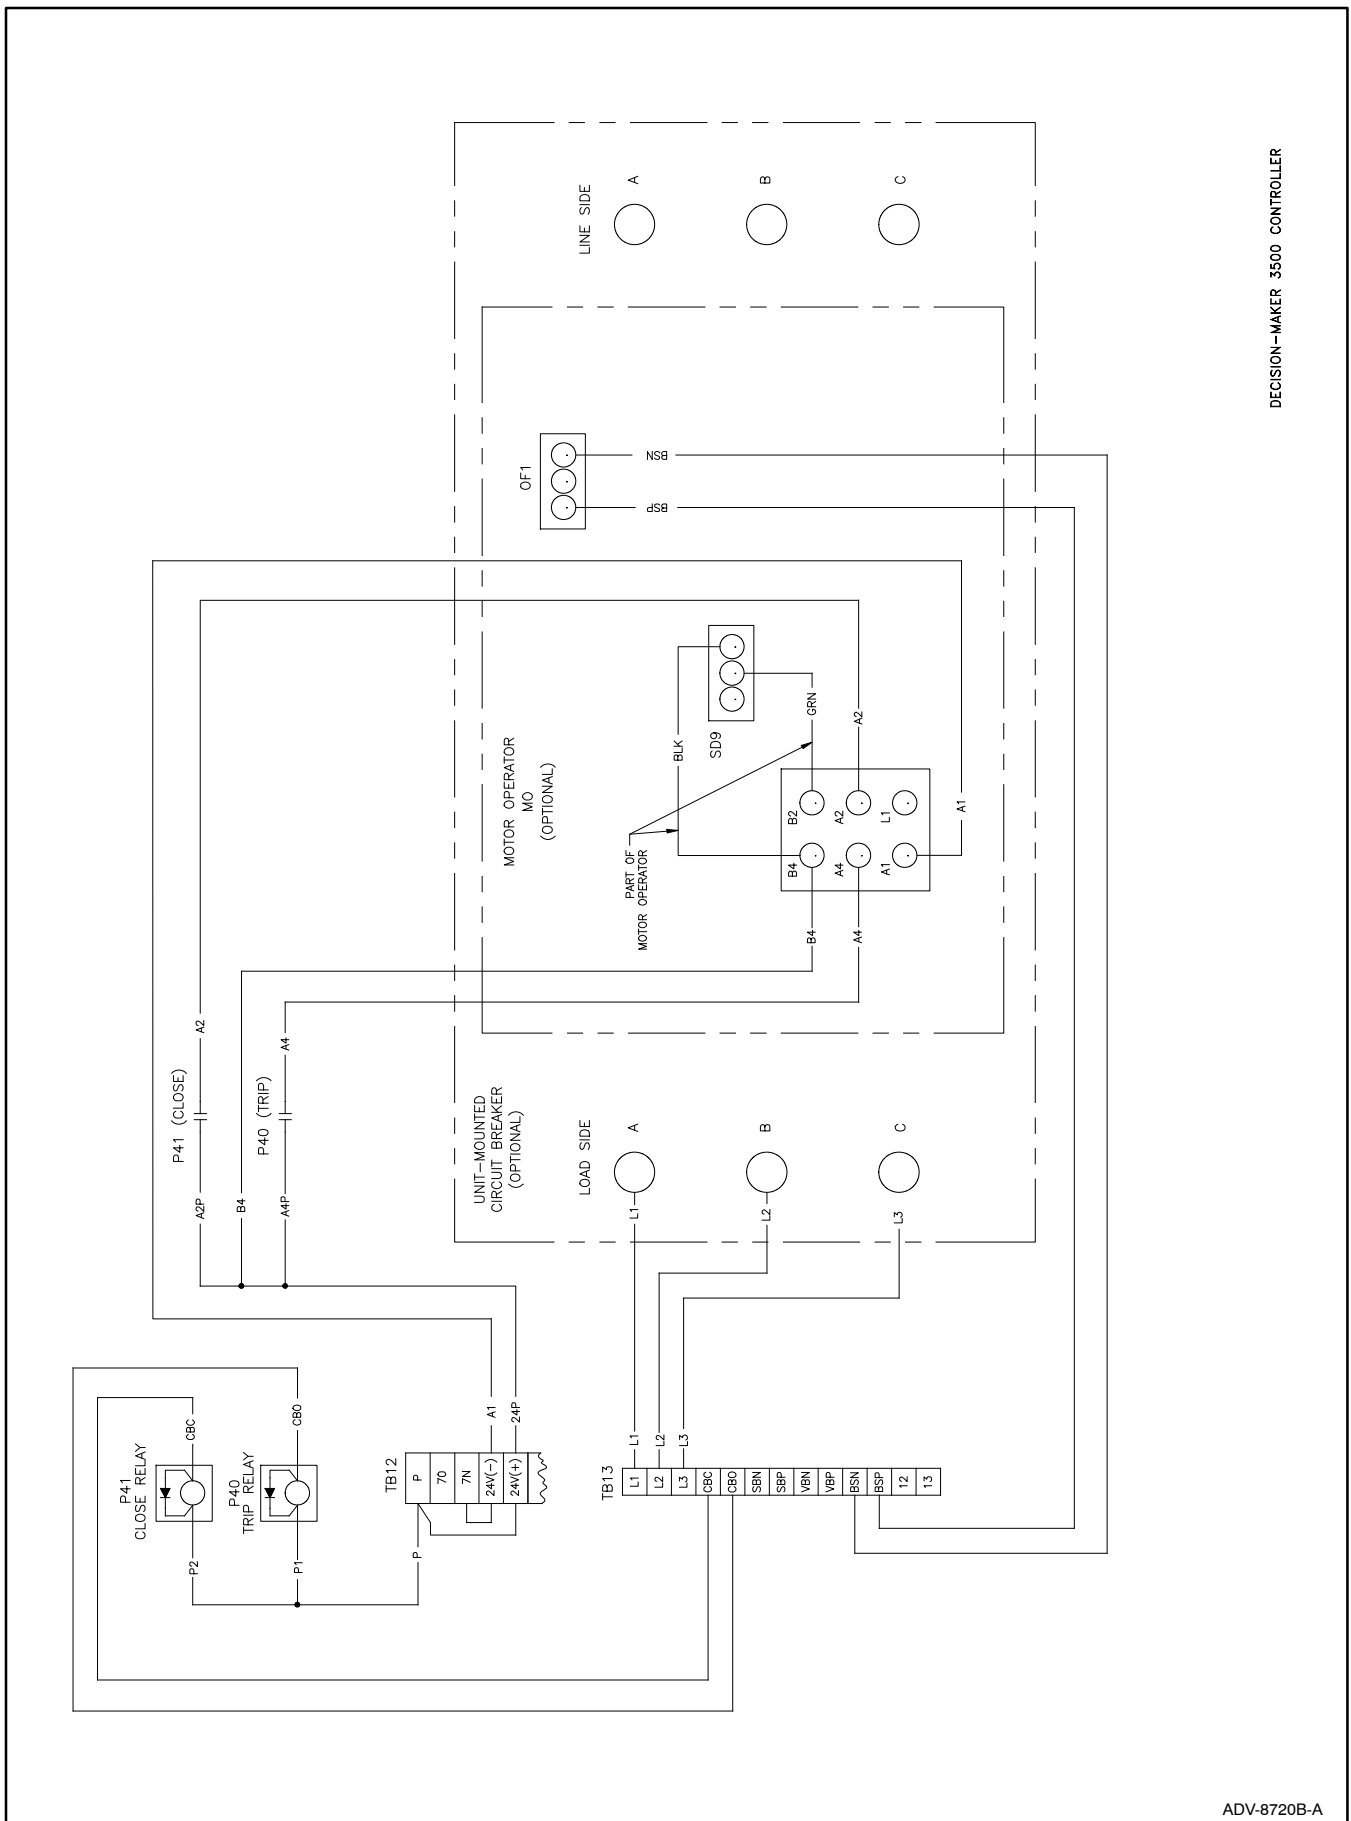 DECISION-MAKER 3500 CONTROLLER
LINE SIDE
A
B
C
OF1
BSN
BSP
MOTOR OPERATOR
MO
(OPTIONAL)
SD9
BLK
GRN
A2
PART OF
MOTOR OPERATOR
B2
A2
L1
B4
A4
A1
A1
B4
A4
P41 (CLOSE)
A2
A2P
B4
P40 (TRIP)
A4
A4P
UNIT-MOUNTED
CIRCUIT BREAKER
(OPTIONAL)
LOAD SIDE
A
B
C
L1
L2
L3
P41
CLOSE RELAY
CBC
P2
P40
TRIP RELAY
CBO
P1
TB12
P
70
7N
24V(-)
24V(+)
A1
24P
P
TB13
L1
L2
L3
L1
L2
L3
CBC
CBO
SBN
SBP
VBN
VBP
BSN
BSP
12
13
ADV-8720B-A